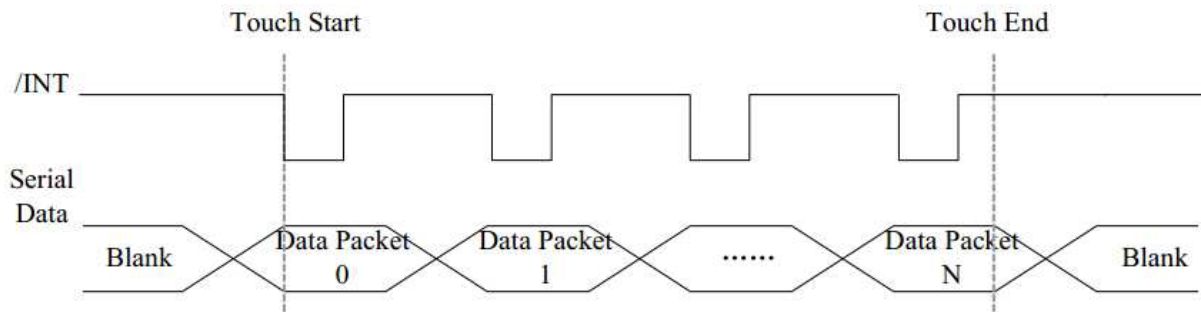 Touch Start
Touch End
/INT
Serial
Data
Blank
Data Packet
0
Data Packet
1
……
Data Packet
N
Blank